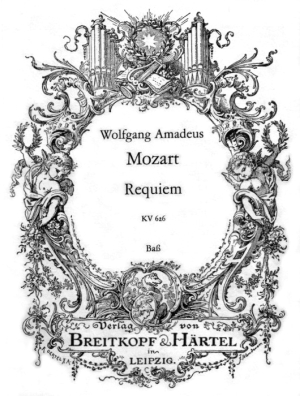 Wolfgang Amadeus
Mozart
Requiem
KV 626
Baß
Verlag von
BREITKOPF & HÄRTEL
in
LEIPZIG.